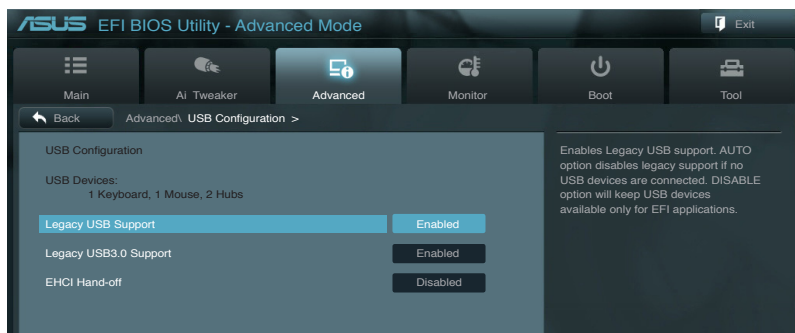 ASUS EFI BIOS Utility - Advanced Mode
Exit
Main
Ai Tweaker
Advanced
Monitor
Boot
Tool
Back
Advanced\ USB Configuration >
USB Configuration
USB Devices:
1 Keyboard, 1 Mouse, 2 Hubs
Legacy USB Support Enabled
Legacy USB3.0 Support Enabled
EHCI Hand-off Disabled
Enables Legacy USB support. AUTO
option disables legacy support if no
USB devices are connected. DISABLE
option will keep USB devices
available only for EFI applications.